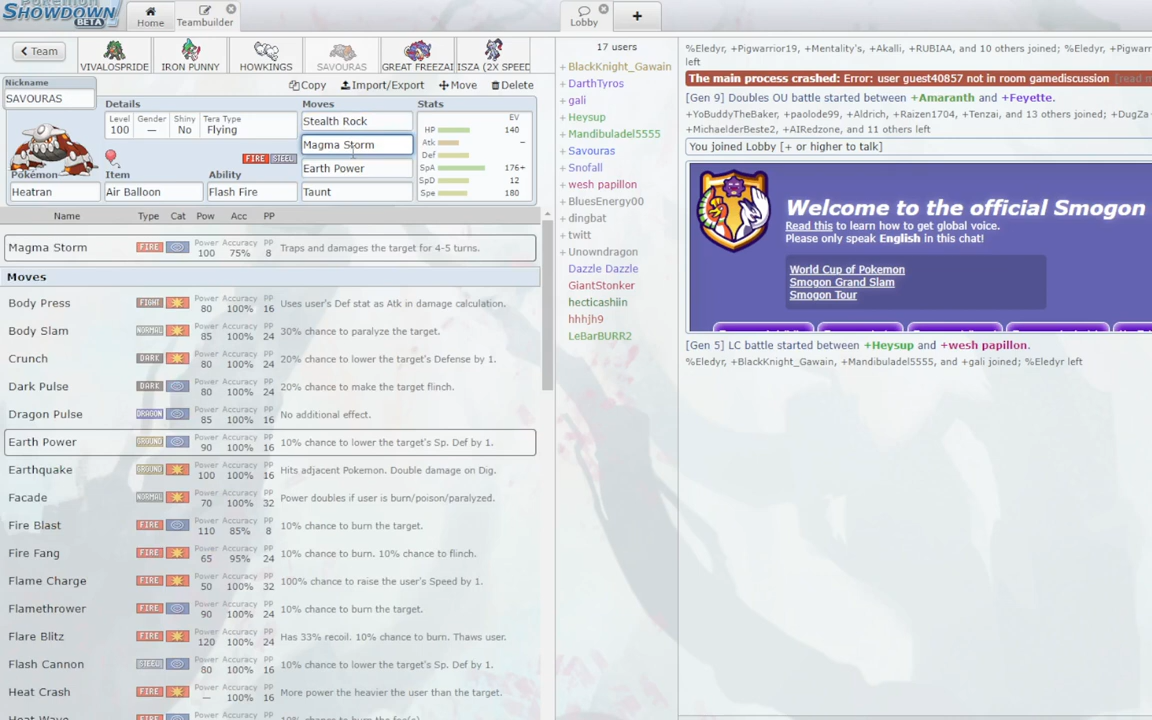 Pokémon
Showdown
BETA
Home
Teambuilder
Lobby
Team
VIVALOSPRIDE
IRON PUNNY
HOWKINGS
SAVOURAS
GREAT FREEZAI
ISZA (2X SPEED
Nickname
SAVOURAS
Copy
Import/Export
Move
Delete
Details
Level
100
Gender
—
Shiny
No
Tera Type
Flying
FIRE
STEEL
Pokémon
Heatran
Item
Air Balloon
Ability
Flash Fire
Moves
Stealth Rock
Magma Storm
Earth Power
Taunt
Stats
EV
HP 140
Atk –
Def
SpA 176+
SpD 12
Spe 180
Name Type Cat Pow Acc PP
Magma Storm FIRE Power 100 Accuracy 75% PP 8 Traps and damages the target for 4-5 turns.
Moves
Body Press FIGHT Power 80 Accuracy 100% PP 16 Uses user's Def stat as Atk in damage calculation.
Body Slam NORMAL Power 85 Accuracy 100% PP 24 30% chance to paralyze the target.
Crunch DARK Power 80 Accuracy 100% PP 24 20% chance to lower the target's Defense by 1.
Dark Pulse DARK Power 80 Accuracy 100% PP 24 20% chance to make the target flinch.
Dragon Pulse DRAGON Power 85 Accuracy 100% PP 16 No additional effect.
Earth Power GROUND Power 90 Accuracy 100% PP 16 10% chance to lower the target's Sp. Def by 1.
Earthquake GROUND Power 100 Accuracy 100% PP 16 Hits adjacent Pokemon. Double damage on Dig.
Facade NORMAL Power 70 Accuracy 100% PP 32 Power doubles if user is burn/poison/paralyzed.
Fire Blast FIRE Power 110 Accuracy 85% PP 8 10% chance to burn the target.
Fire Fang FIRE Power 65 Accuracy 95% PP 24 10% chance to burn. 10% chance to flinch.
Flame Charge FIRE Power 50 Accuracy 100% PP 32 100% chance to raise the user's Speed by 1.
Flamethrower FIRE Power 90 Accuracy 100% PP 24 10% chance to burn the target.
Flare Blitz FIRE Power 120 Accuracy 100% PP 24 Has 33% recoil. 10% chance to burn. Thaws user.
Flash Cannon STEEL Power 80 Accuracy 100% PP 16 10% chance to lower the target's Sp. Def by 1.
Heat Crash FIRE Power — Accuracy 100% PP 16 More power the heavier the user than the target.
Heat Wave FIRE Power Accuracy PP 10% chance to burn the foe(s).
17 users
+BlackKnight_Gawain
+DarthTyros
+gali
+Heysup
+Mandibuladel5555
+Savouras
+Snofall
+wesh papillon
+BluesEnergy00
+dingbat
+twitt
+Unowndragon
Dazzle Dazzle
GiantStonker
hecticashiin
hhhjh9
LeBarBURR2
%Eledyr, +Pigwarrior19, +Mentality's, +Akalli, +RUBIAA, and 10 others joined; %Eledyr, +Pigwarr
left
The main process crashed: Error: user guest40857 not in room gamediscussion [read m
[Gen 9] Doubles OU battle started between +Amaranth and +Feyette.
+YoBuddyTheBaker, +paolode99, +Aldrich, +Raizen1704, +Tenzai, and 13 others joined; +DugZa
+MichaelderBeste2, +AIRedzone, and 11 others left
You joined Lobby [+ or higher to talk]
Welcome to the official Smogon
Read this to learn how to get global voice.
Please only speak English in this chat!
World Cup of Pokemon
Smogon Grand Slam
Smogon Tour
[Gen 5] LC battle started between +Heysup and +wesh papillon.
%Eledyr, +BlackKnight_Gawain, +Mandibuladel5555, and +gali joined; %Eledyr left